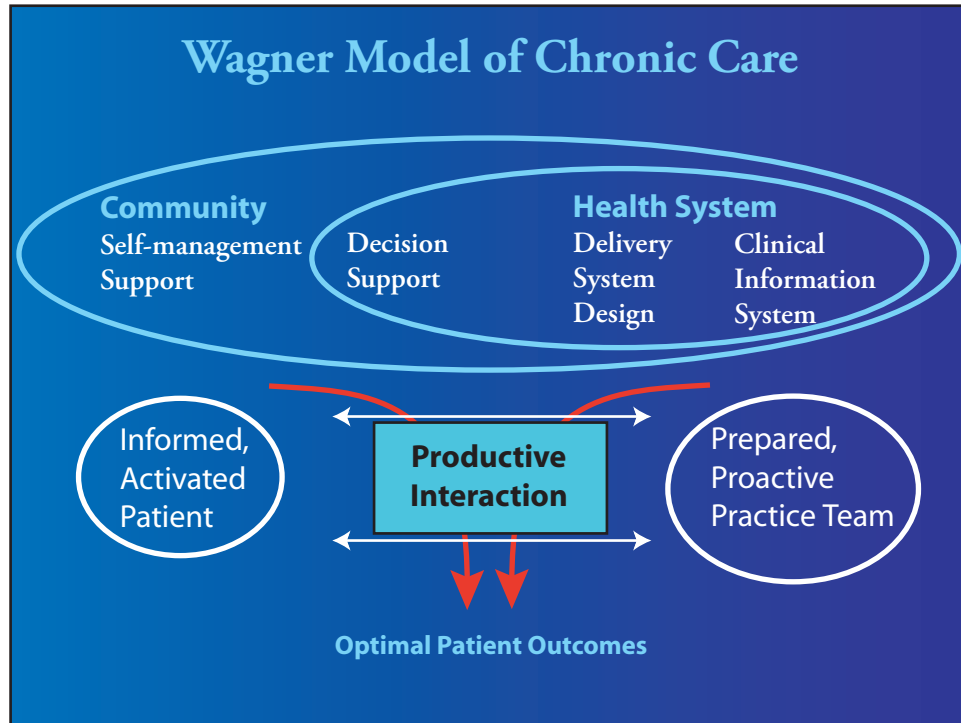 Wagner Model of Chronic Care
Community
Self-management
Support
Decision
Support
Health System
Delivery
System
Design
Clinical
Information
System
Informed,
Activated
Patient
Productive
Interaction
Prepared,
Proactive
Practice Team
Optimal Patient Outcomes